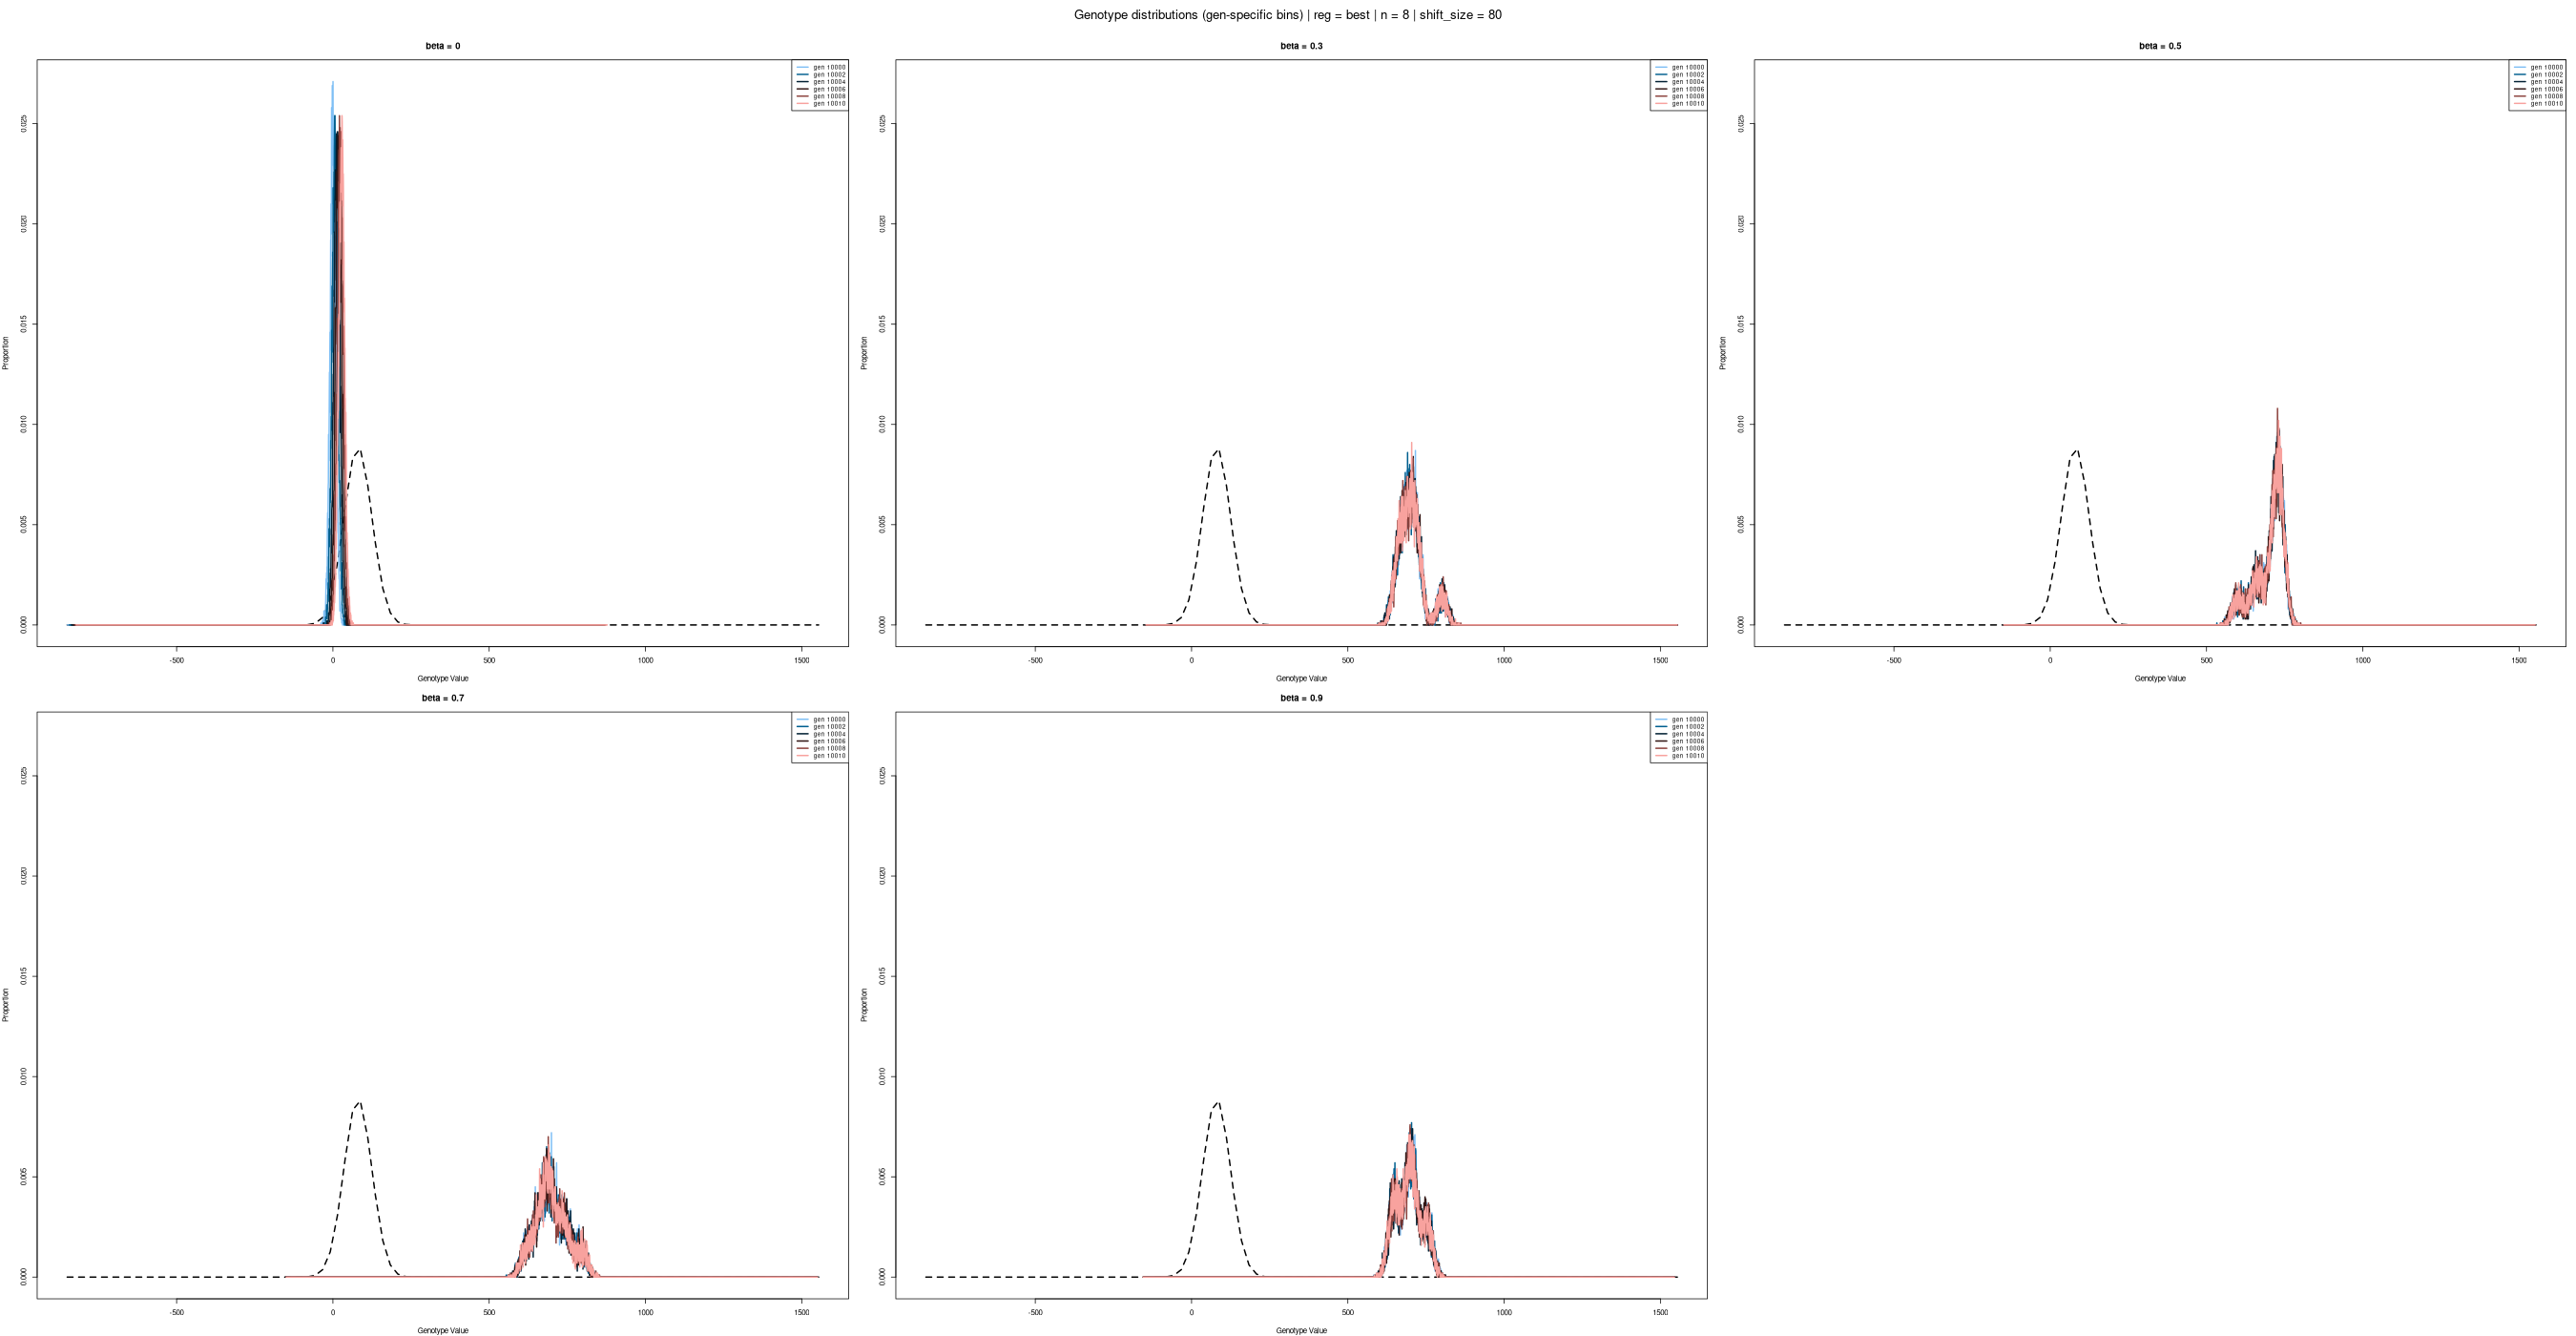 Genotype distributions (gen-specific bins) | reg = best | n = 8 | shift_size = 80
beta = 0
gen 10000
gen 10002
gen 10004
gen 10006
gen 10008
gen 10010
Proportion
0.025
0.020
0.015
0.010
0.005
0.000
-500 0 500 1000 1500
Genotype Value
beta = 0.3
gen 10000
gen 10002
gen 10004
gen 10006
gen 10008
gen 10010
Proportion
0.025
0.020
0.015
0.010
0.005
0.000
-500 0 500 1000 1500
Genotype Value
beta = 0.5
gen 10000
gen 10002
gen 10004
gen 10006
gen 10008
gen 10010
Proportion
0.025
0.020
0.015
0.010
0.005
0.000
-500 0 500 1000 1500
Genotype Value
beta = 0.7
gen 10000
gen 10002
gen 10004
gen 10006
gen 10008
gen 10010
Proportion
0.025
0.020
0.015
0.010
0.005
0.000
-500 0 500 1000 1500
Genotype Value
beta = 0.9
gen 10000
gen 10002
gen 10004
gen 10006
gen 10008
gen 10010
Proportion
0.025
0.020
0.015
0.010
0.005
0.000
-500 0 500 1000 1500
Genotype Value